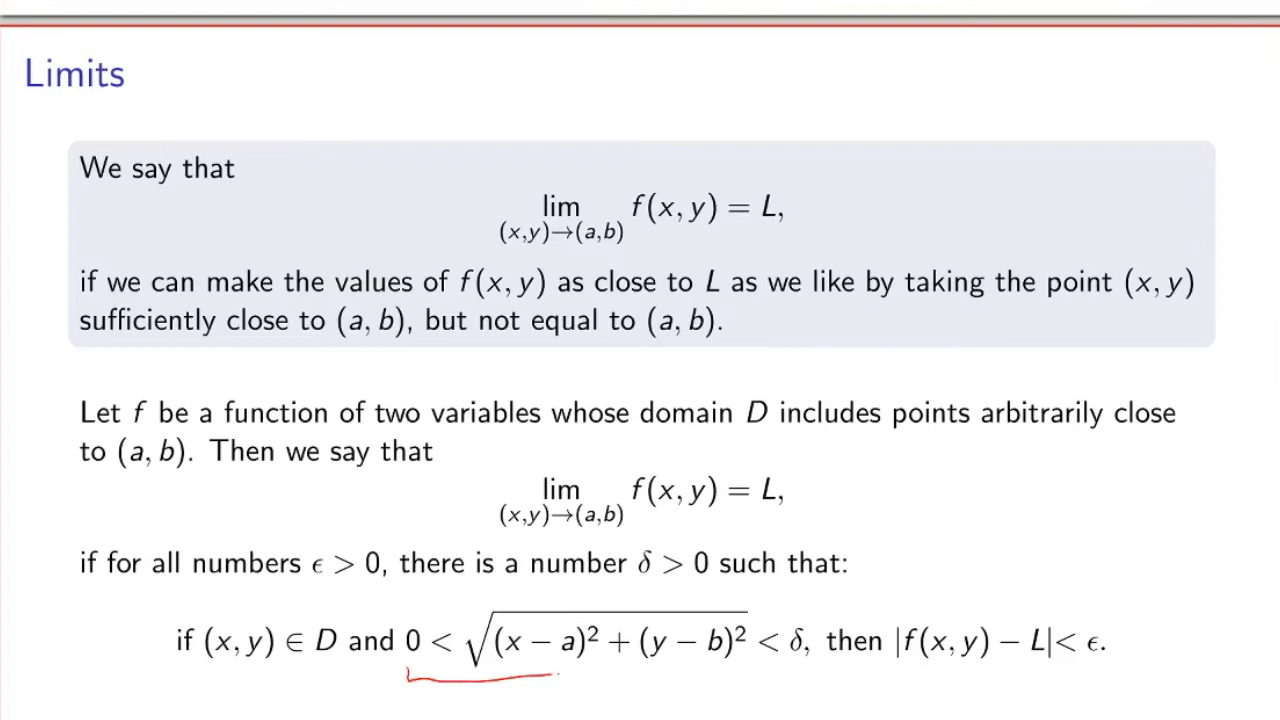 Limits
We say that
lim f(x, y) = L,
(x,y)→(a,b)
if we can make the values of f(x, y) as close to L as we like by taking the point (x, y)
sufficiently close to (a, b), but not equal to (a, b).
Let f be a function of two variables whose domain D includes points arbitrarily close
to (a, b). Then we say that
lim f(x, y) = L,
(x,y)→(a,b)
if for all numbers ϵ > 0, there is a number δ > 0 such that:
if (x, y) ∈ D and 0 < √(x − a)² + (y − b)² < δ, then |f(x, y) − L|< ϵ.